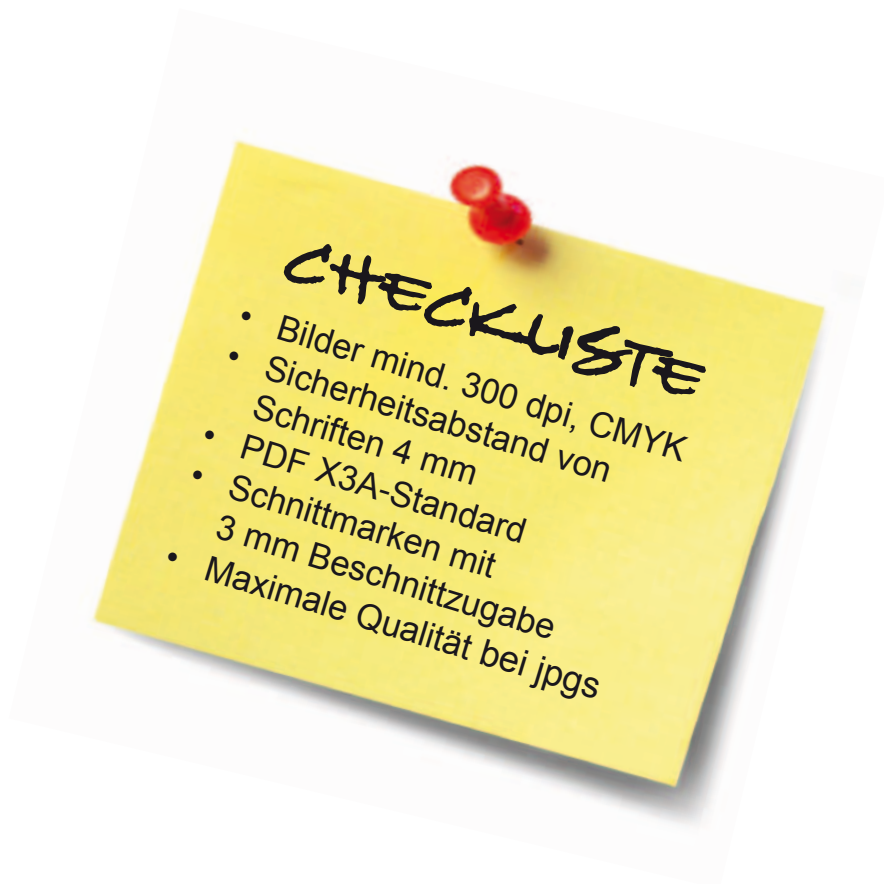 CHECKLISTE
• Bilder mind. 300 dpi, CMYK
• Sicherheitsabstand von
Schriften 4 mm
• PDF X3A-Standard
• Schnittmarken mit
3 mm Beschnittzugabe
• Maximale Qualität bei jpgs